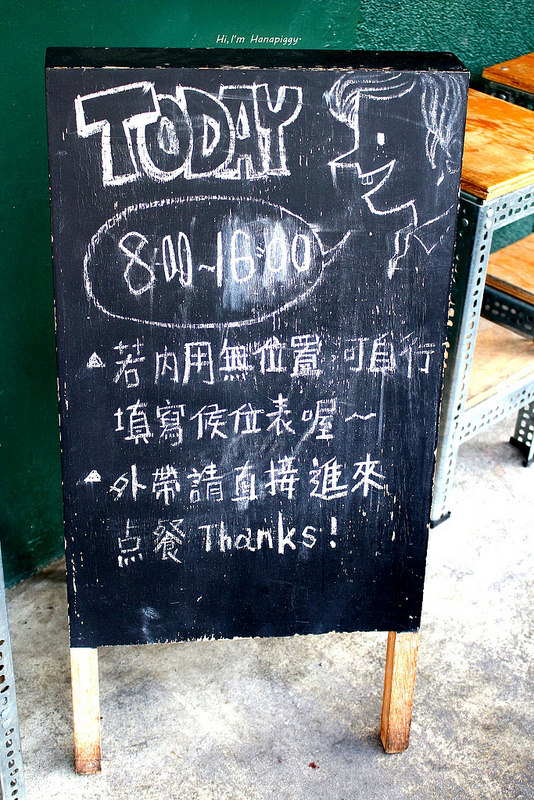 Hi, I'm Hanapiggy.
TODAY
8:00~16:00
若內用無位置，可自行
填寫候位表喔～
外帶請直接進來
点餐 Thanks!